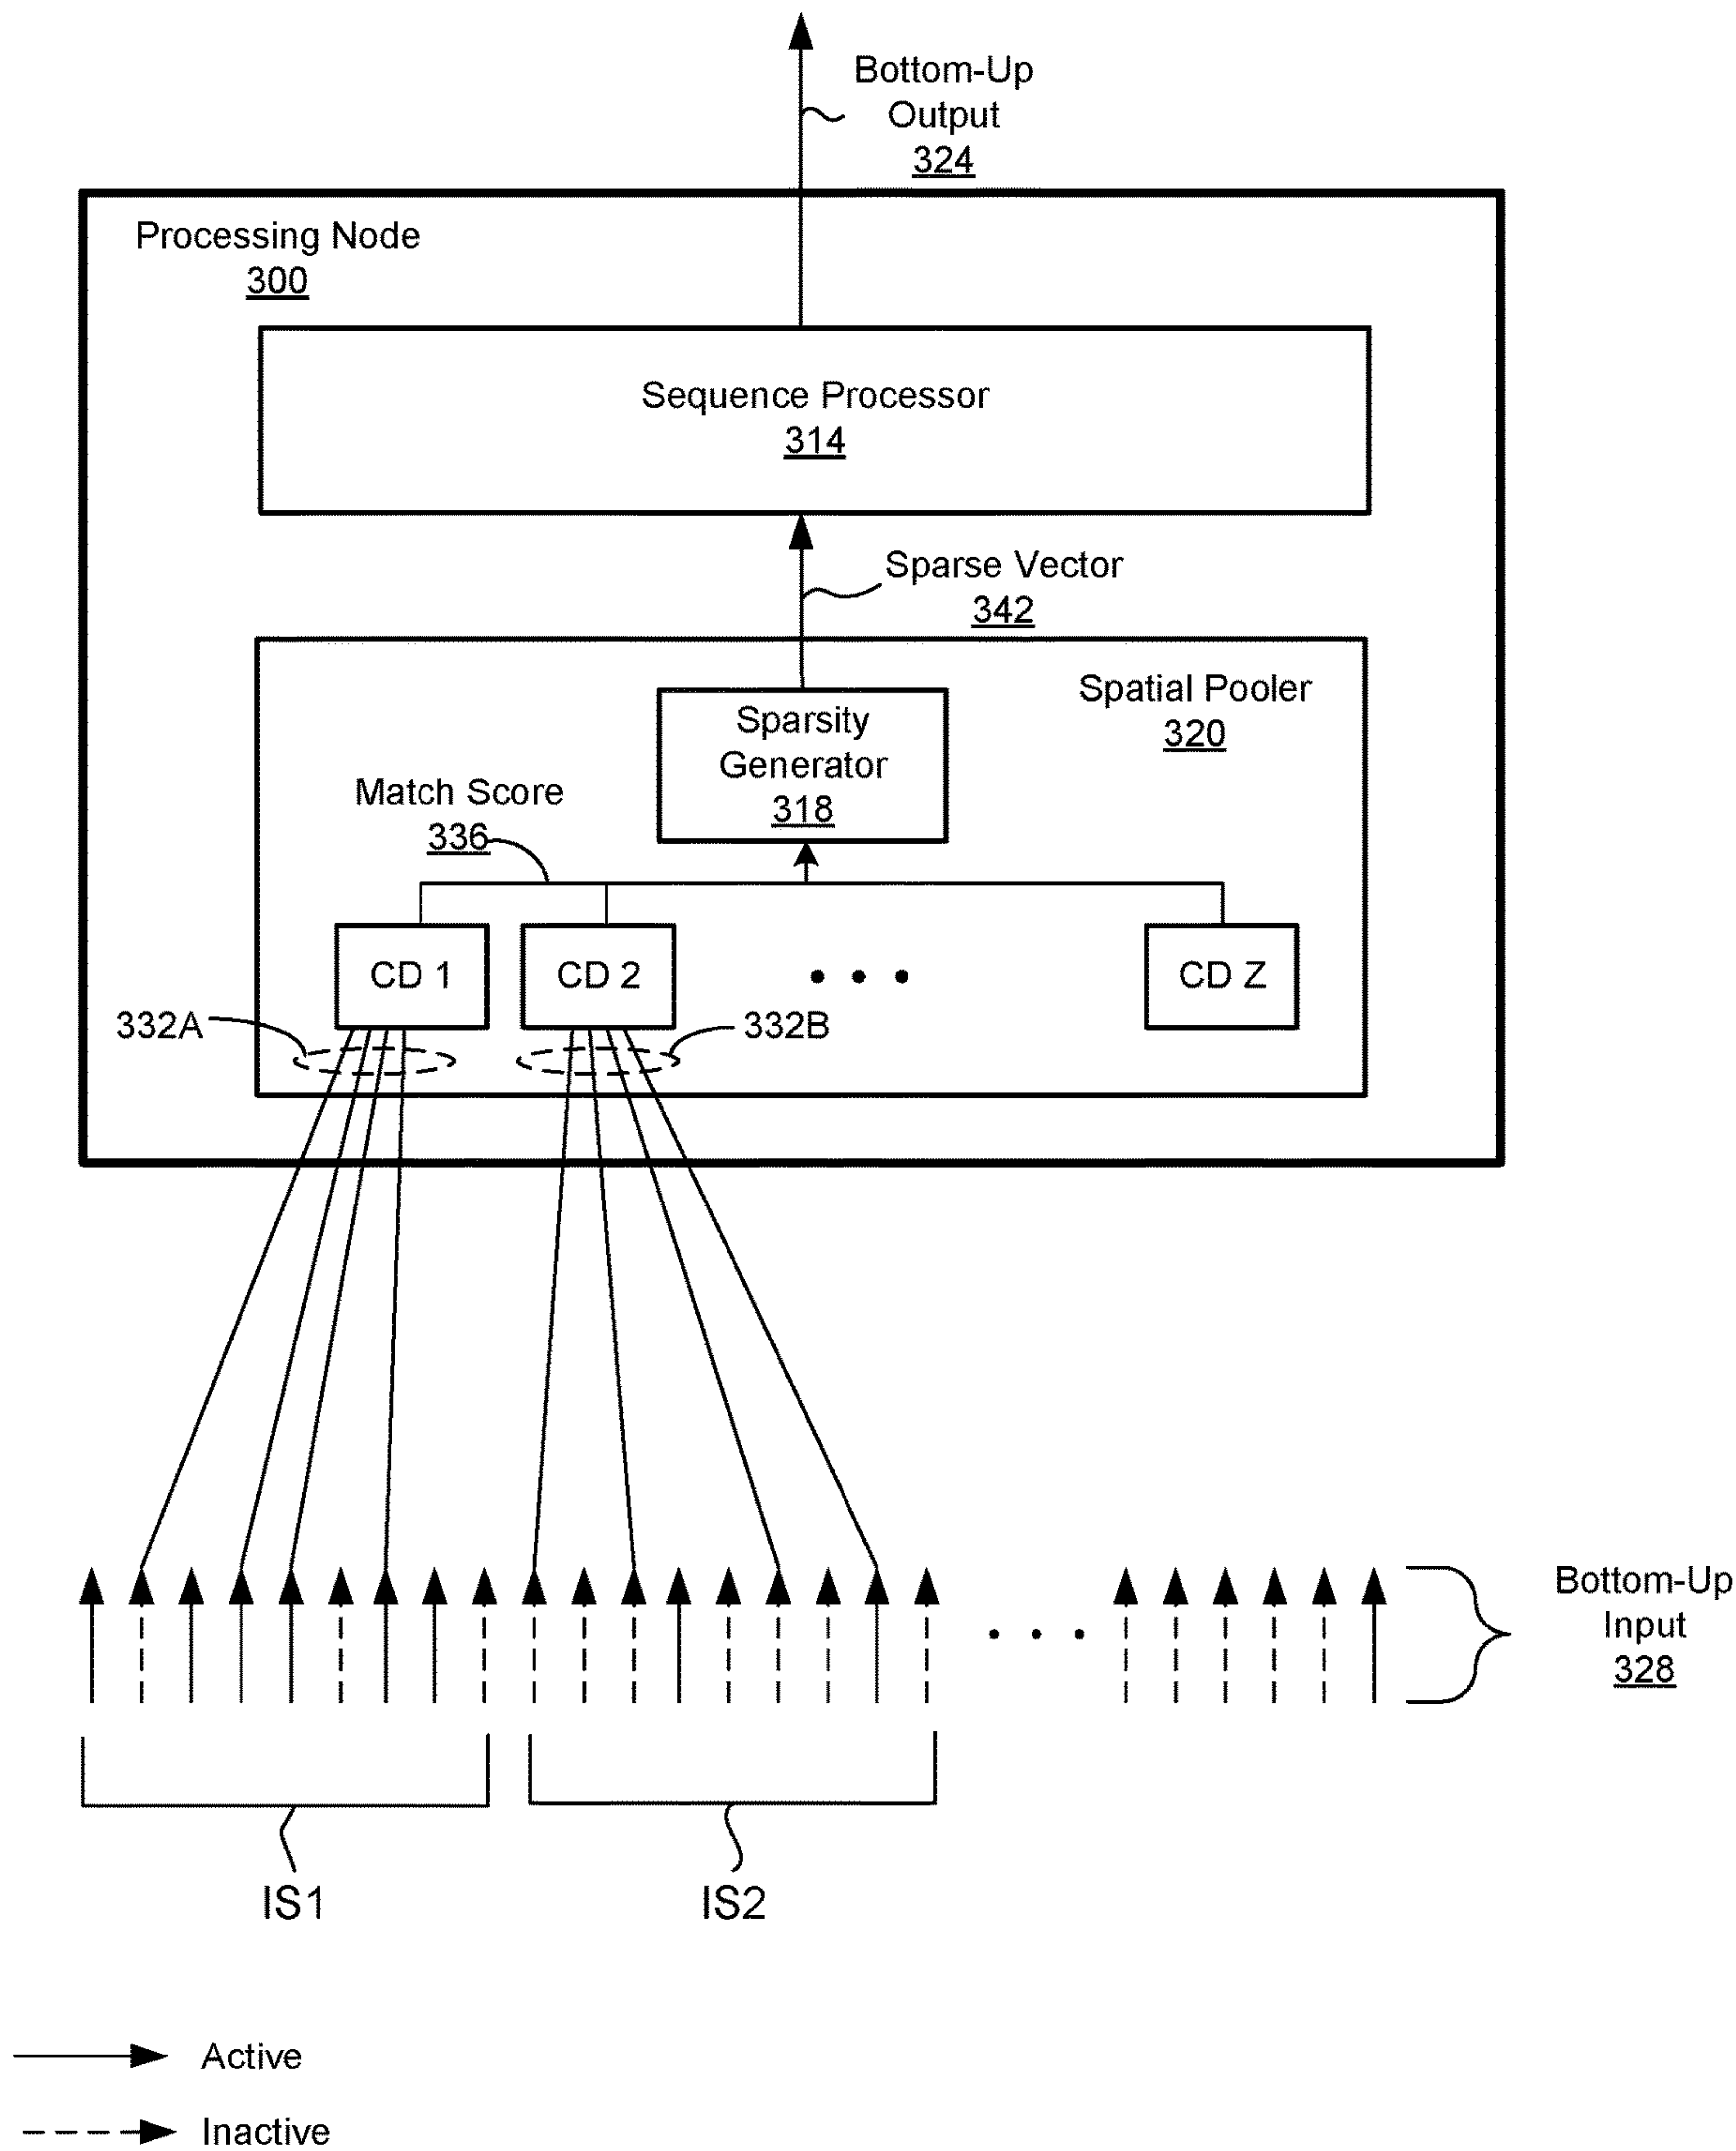 Bottom-Up
Output
324
Processing Node
300
Sequence Processor
314
Sparse Vector
342
Spatial Pooler
320
Sparsity
Generator
318
Match Score
336
CD 1
CD 2
CD Z
332A
332B
Bottom-Up
Input
328
IS1
IS2
Active
Inactive